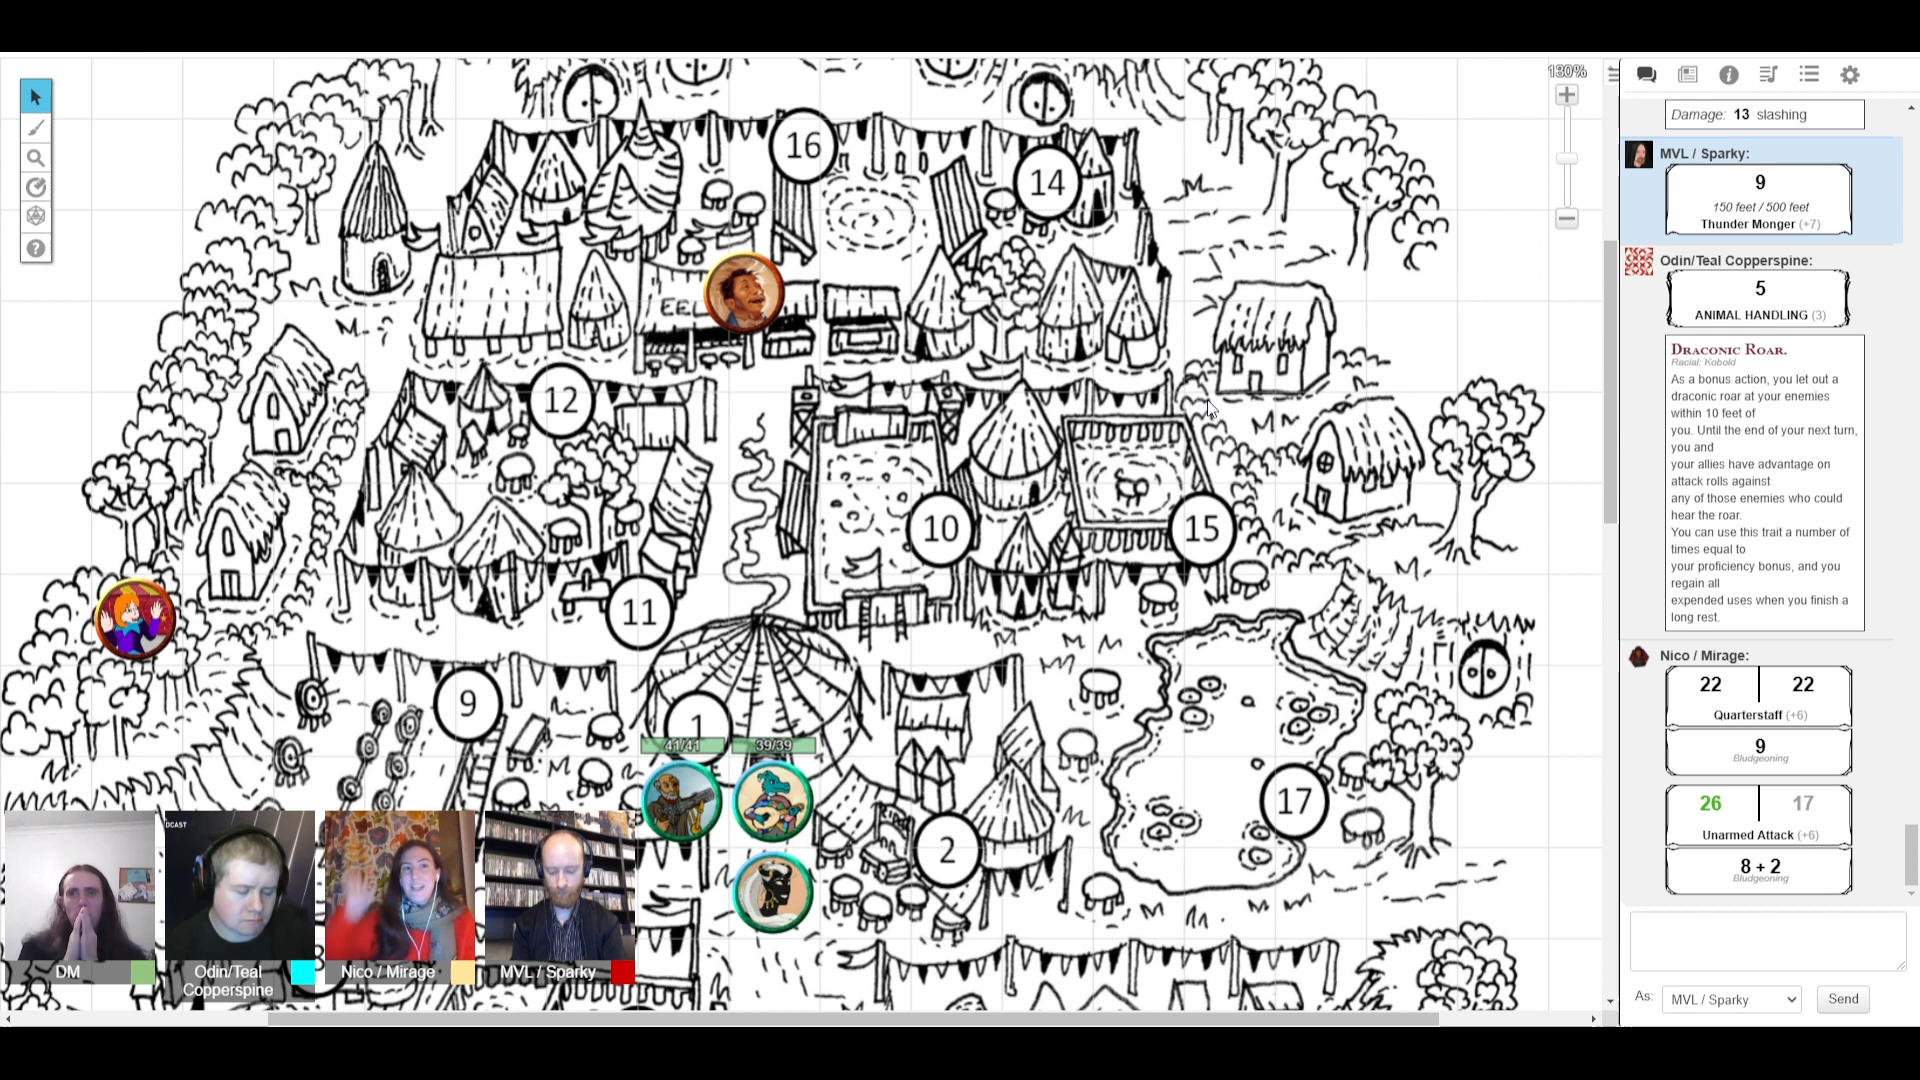 130%
16
14
EEL
12
10
15
11
9
1
41/41
39/39
17
2
DCAST
DM
Odin/Teal
Copperspine
Nico / Mirage
MVL / Sparky
Damage: 13 slashing
MVL / Sparky:
9
150 feet / 500 feet
Thunder Monger (+7)
Odin/Teal Copperspine:
5
ANIMAL HANDLING (3)
DRACONIC ROAR.
Racial: Kobold
As a bonus action, you let out a
draconic roar at your enemies
within 10 feet of
you. Until the end of your next turn,
you and
your allies have advantage on
attack rolls against
any of those enemies who could
hear the roar.
You can use this trait a number of
times equal to
your proficiency bonus, and you
regain all
expended uses when you finish a
long rest.
Nico / Mirage:
22 22
Quarterstaff (+6)
9
Bludgeoning
26 17
Unarmed Attack (+6)
8 + 2
Bludgeoning
As: MVL / Sparky Send